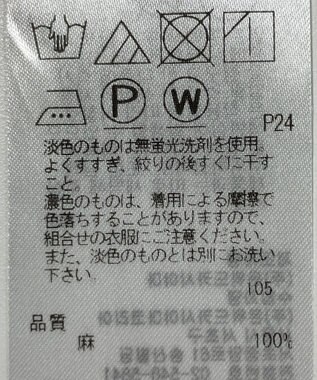 P W
P24
淡色のものは無蛍光洗剤を使用。
よくすすぎ、絞りの後すぐに干す
こと。
濃色のものは、着用による摩擦で
色落ちすることがありますので、
組合せの衣服にご注意ください。
また、淡色のものとは別にお洗い
下さい。
I05
品質
麻 100%